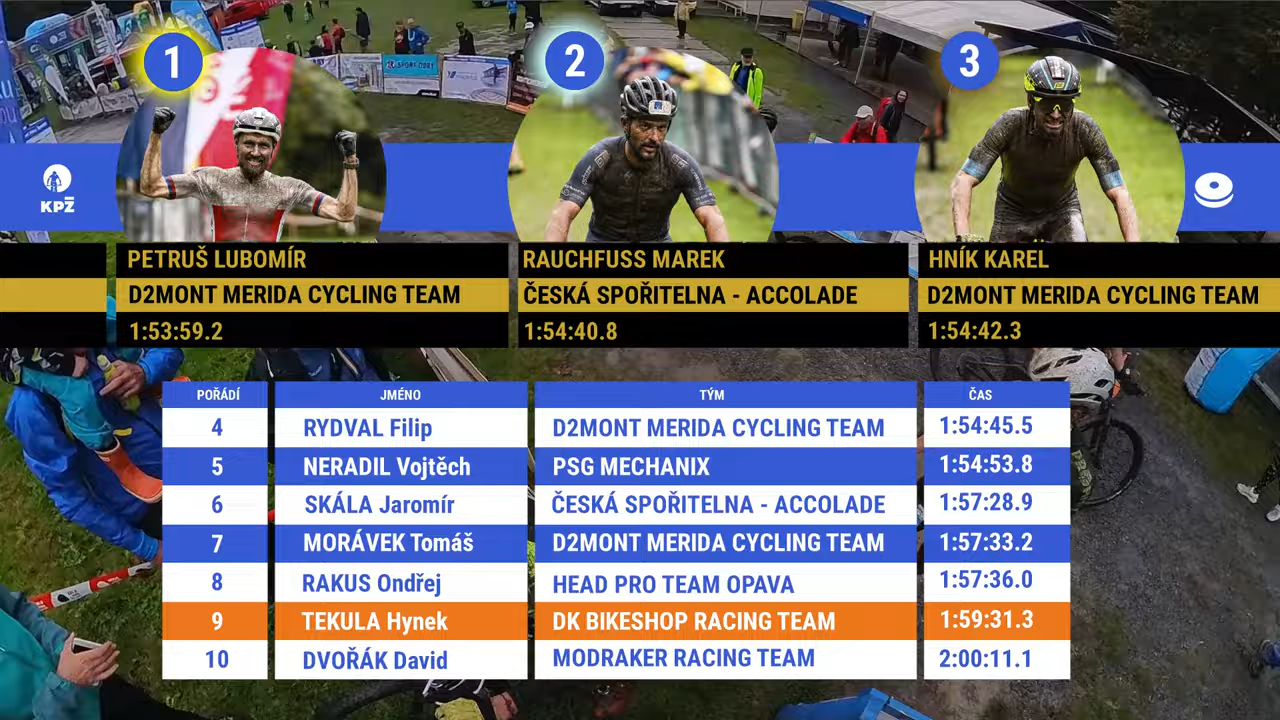 1
2
3
KPŽ
PETRUŠ LUBOMÍR
D2MONT MERIDA CYCLING TEAM
1:53:59.2
RAUCHFUSS MAREK
ČESKÁ SPOŘITELNA - ACCOLADE
1:54:40.8
HNÍK KAREL
D2MONT MERIDA CYCLING TEAM
1:54:42.3
POŘÁDÍ JMÉNO TÝM ČAS
4 RYDVAL Filip D2MONT MERIDA CYCLING TEAM 1:54:45.5
5 NERADIL Vojtěch PSG MECHANIX 1:54:53.8
6 SKÁLA Jaromír ČESKÁ SPOŘITELNA - ACCOLADE 1:57:28.9
7 MORÁVEK Tomáš D2MONT MERIDA CYCLING TEAM 1:57:33.2
8 RAKUS Ondřej HEAD PRO TEAM OPAVA 1:57:36.0
9 TEKULA Hynek DK BIKESHOP RACING TEAM 1:59:31.3
10 DVOŘÁK David MODRAKER RACING TEAM 2:00:11.1